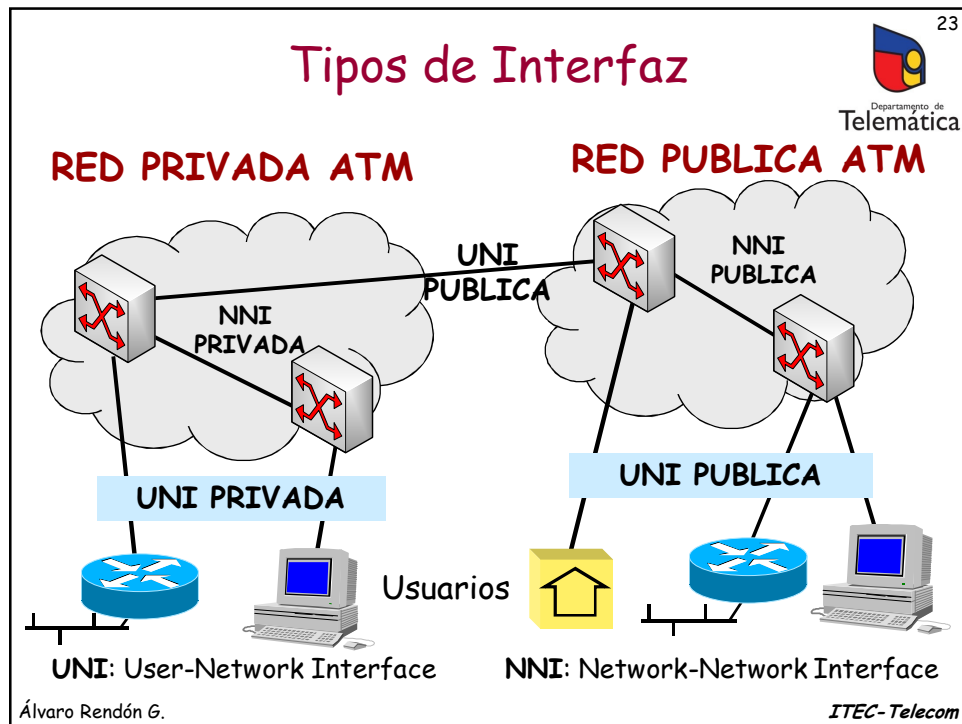 23
Tipos de Interfaz
Departamento de
Telemática
RED PRIVADA ATM
RED PUBLICA ATM
UNI
PUBLICA
NNI
PUBLICA
NNI
PRIVADA
UNI PRIVADA
UNI PUBLICA
Usuarios
UNI: User-Network Interface
NNI: Network-Network Interface
Álvaro Rendón G.
ITEC-Telecom